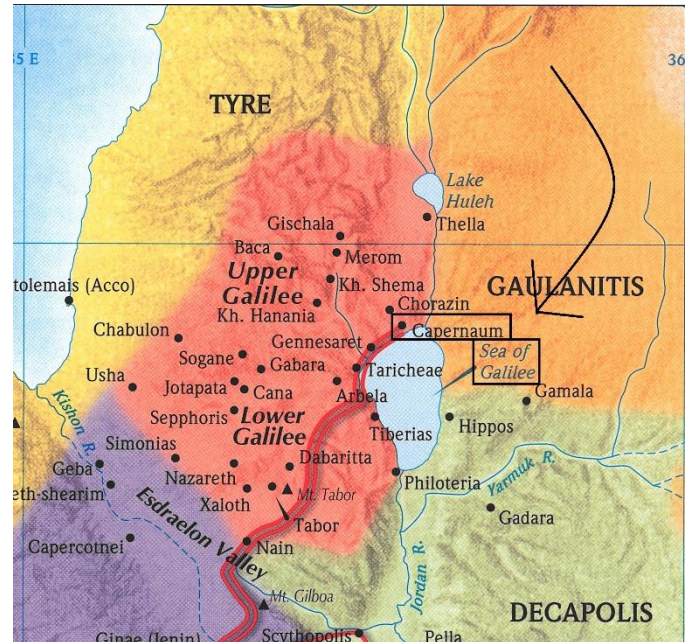 35 E
36
TYRE
Lake
Huleh
Thella
Gischala
Baca
Merom
Upper
Galilee
Kh. Shema
Kh. Hanania
tolemais (Acco)
GAULANITIS
Chorazin
Capernaum
Chabulon
Gennesaret
Sea of
Galilee
Sogane
Gabara
Taricheae
Usha
Jotapata
Cana
Arbela
Gamala
Sepphoris
Lower
Galilee
Tiberias
Hippos
Kishon R.
Simonias
Dabaritta
Geba
Nazareth
Philoteria
Yarmuk R.
eth-shearim
Xaloth
Mt. Tabor
Tabor
Gadara
Esdraelon Valley
Capercotnei
Nain
Jordan R.
Mt. Gilboa
DECAPOLIS
Ginae (Jenin)
Scythopolis
Pella